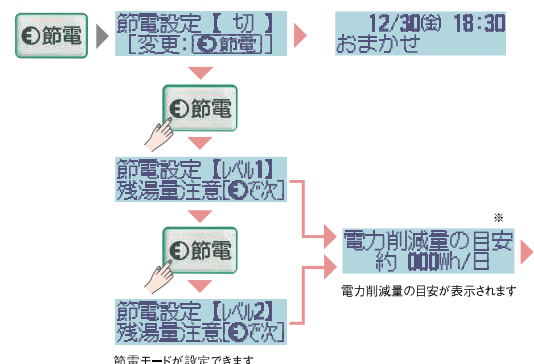 節電
節電設定【 切 】
[変更:節電]
12/30㈮ 18:30
おまかせ
節電
節電設定【レベル1】
残湯量注意[で次]
節電
節電設定【レベル2】
残湯量注意[で次]
※
電力削減量の目安
約 000Wh/日
電力削減量の目安が表示されます
節電モードが設定できます